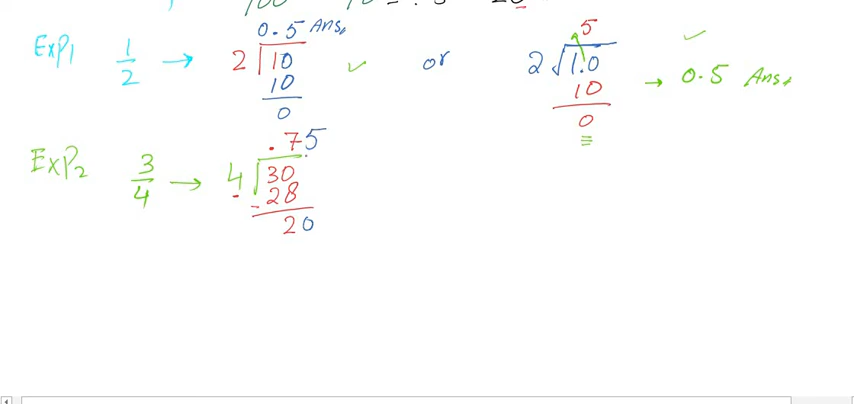 Exp1 1/2 → 0.5 Ans.
2√10
10
0
or
5
2√1.0
10
0
→ 0.5 Ans.
Exp2 3/4 → .75
4√30
- 28
20